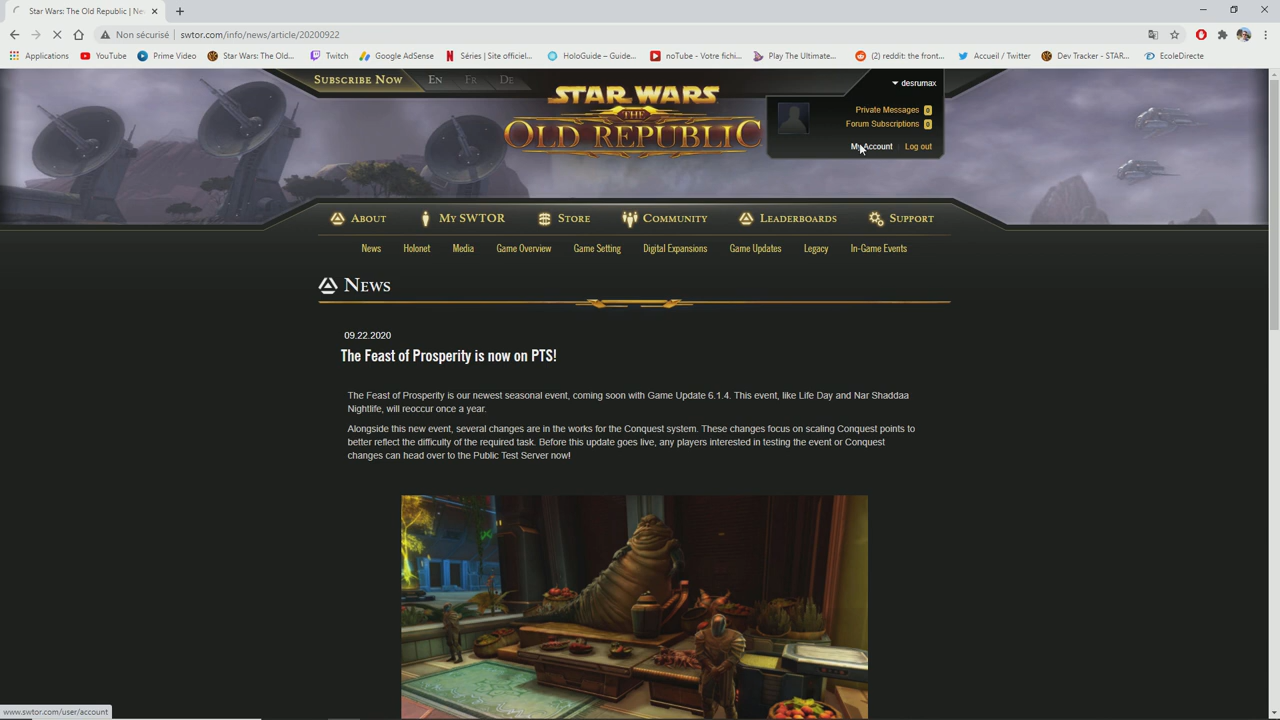 Star Wars: The Old Republic | Ne
Non sécurisé
swtor.com/info/news/article/20200922
Applications
YouTube
Prime Video
Star Wars: The Old...
Twitch
Google AdSense
Séries | Site officiel...
HoloGuide – Guide...
noTube - Votre fichi...
Play The Ultimate...
(2) reddit: the front...
Accueil / Twitter
Dev Tracker - STAR...
EcoleDirecte
SUBSCRIBE NOW
EN
FR
DE
STAR WARS
THE
OLD REPUBLIC
desrumax
Private Messages 0
Forum Subscriptions 0
My Account
Log out
ABOUT
MY SWTOR
STORE
COMMUNITY
LEADERBOARDS
SUPPORT
News
Holonet
Media
Game Overview
Game Setting
Digital Expansions
Game Updates
Legacy
In-Game Events
NEWS
09.22.2020
The Feast of Prosperity is now on PTS!
The Feast of Prosperity is our newest seasonal event, coming soon with Game Update 6.1.4. This event, like Life Day and Nar Shaddaa
Nightlife, will reoccur once a year.
Alongside this new event, several changes are in the works for the Conquest system. These changes focus on scaling Conquest points to
better reflect the difficulty of the required task. Before this update goes live, any players interested in testing the event or Conquest
changes can head over to the Public Test Server now!
www.swtor.com/user/account